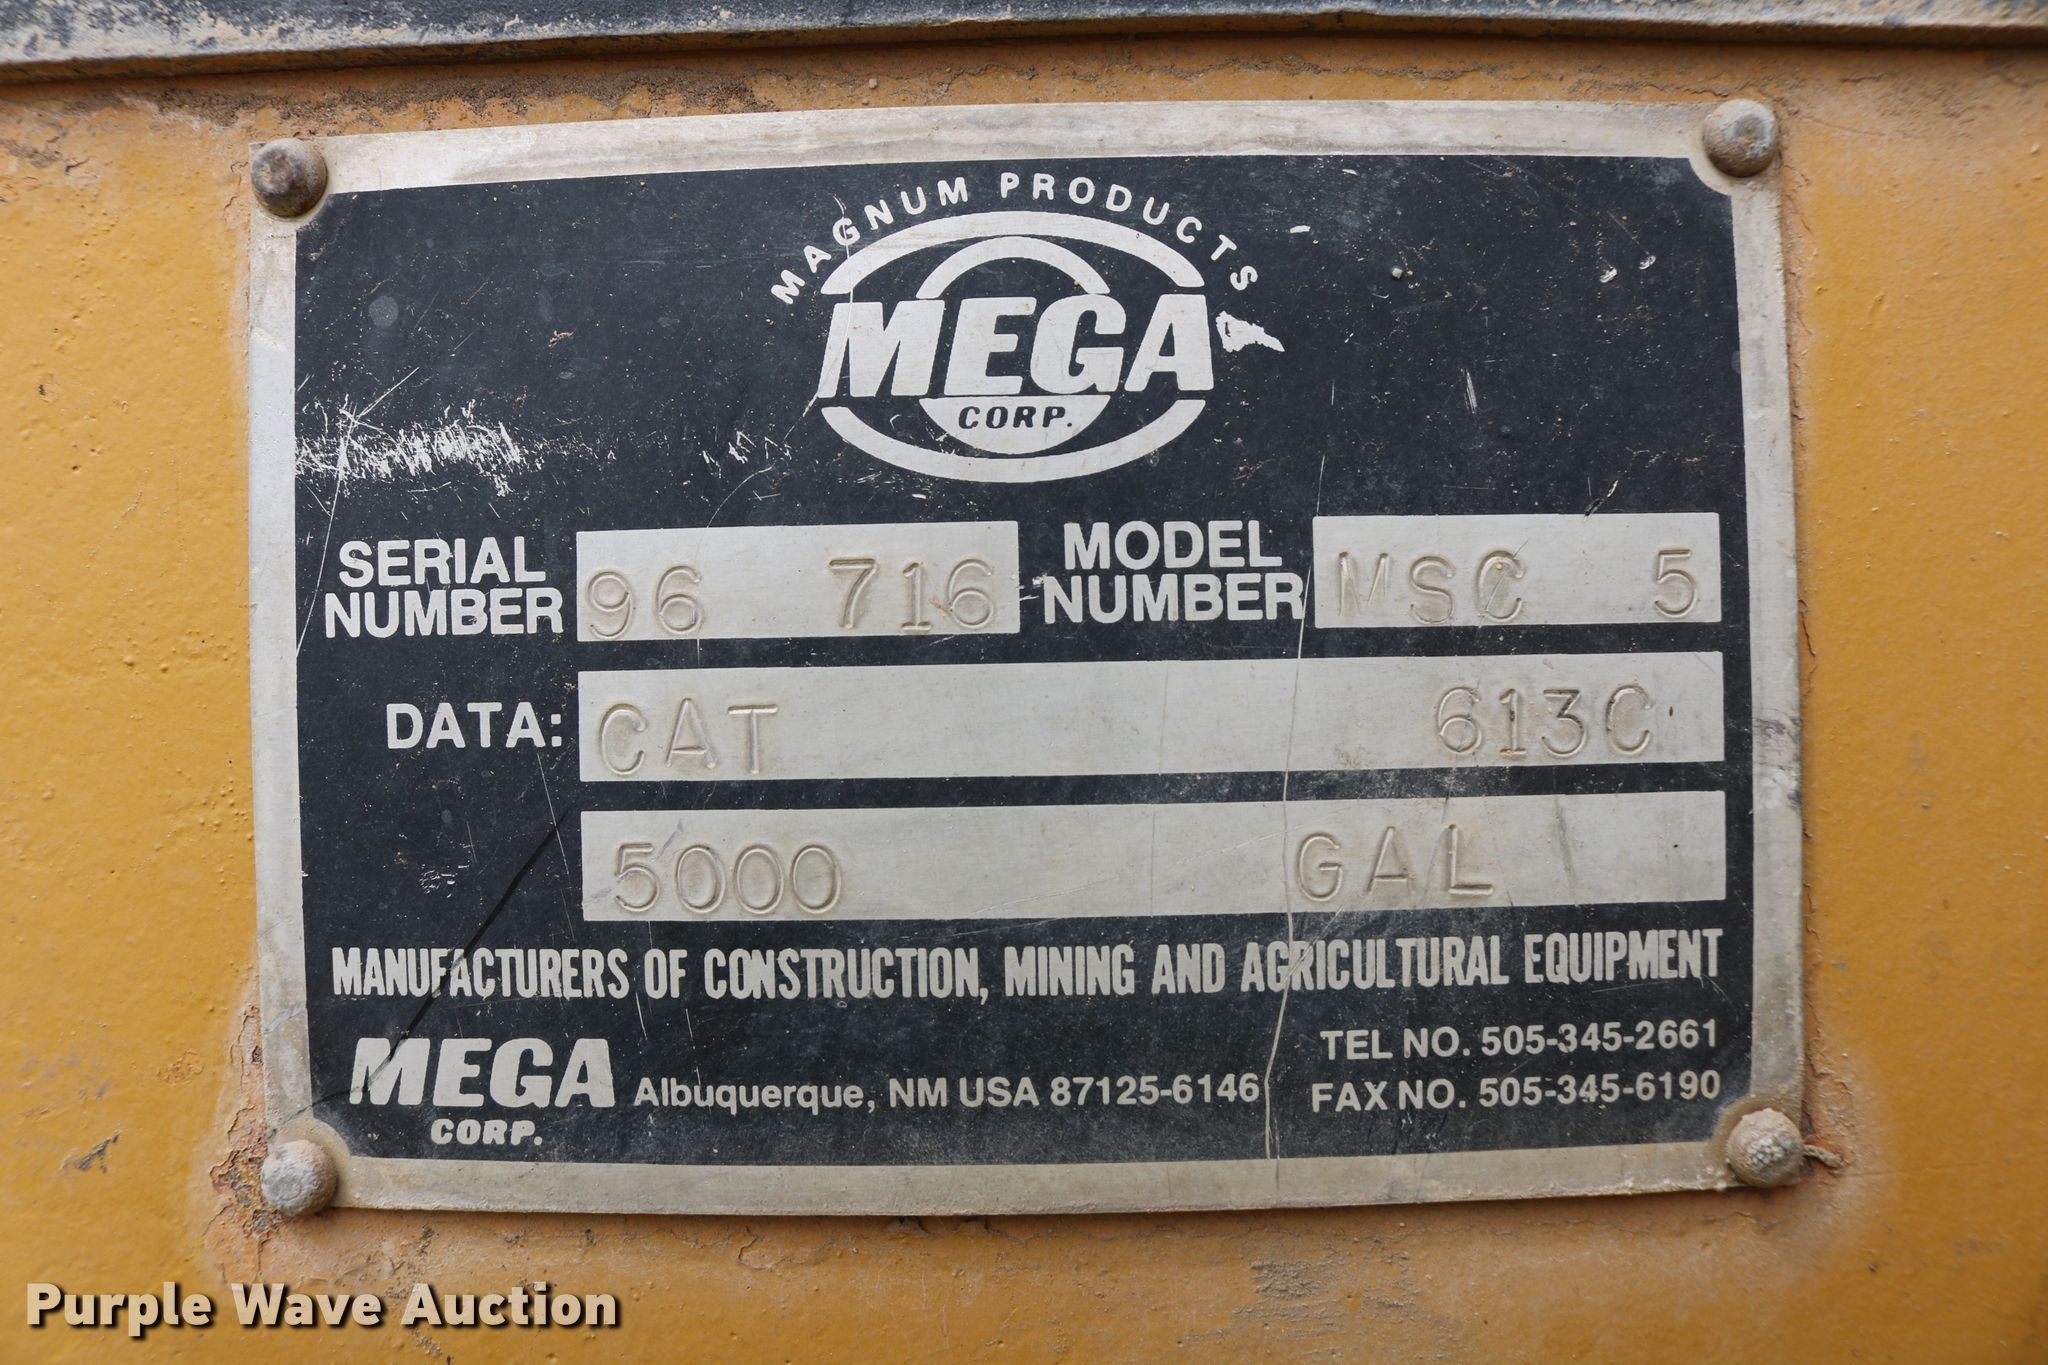 MAGNUM PRODUCTS
MEGA
CORP.
SERIAL NUMBER 96 716 MODEL NUMBER MSC 5
DATA: CAT 613C
5000 GAL
MANUFACTURERS OF CONSTRUCTION, MINING AND AGRICULTURAL EQUIPMENT
TEL NO. 505-345-2661
MEGA CORP. Albuquerque, NM USA 87125-6146 FAX NO. 505-345-6190
Purple Wave Auction